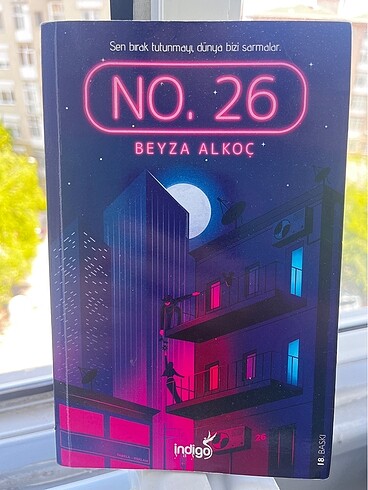 Sen bırak tutunmayı, dünya bizi sarmalar.
NO. 26
BEYZA ALKOÇ
26
indigo
18. BASKI